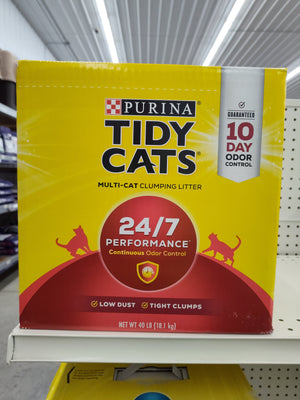 PURINA®
TIDY
CATS®
MULTI-CAT CLUMPING LITTER
GUARANTEED
10
DAY
ODOR
CONTROL
24/7
PERFORMANCE
Continuous Odor Control
LOW DUST
TIGHT CLUMPS
NET WT 40 LB (18.1 kg)